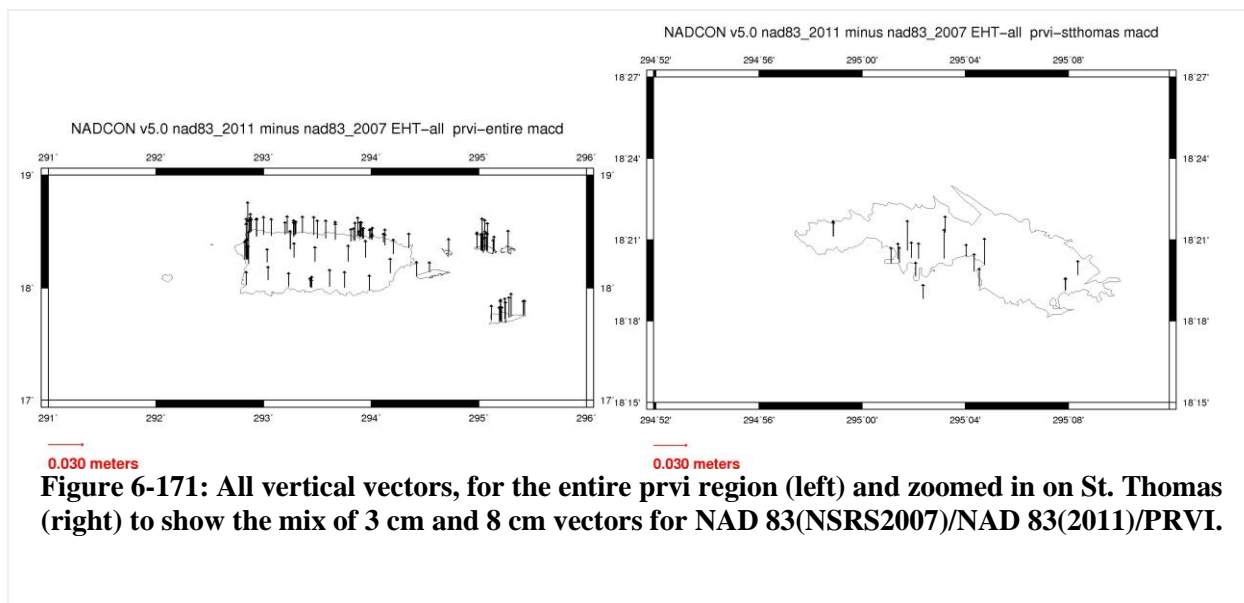 NADCON v5.0 nad83_2011 minus nad83_2007 EHT-all prvi-entire macd
291˚ 292˚ 293˚ 294˚ 295˚ 296˚
19˚ 19˚
18˚ 18˚
17˚ 17˚
291˚ 292˚ 293˚ 294˚ 295˚ 296˚
0.030 meters
NADCON v5.0 nad83_2011 minus nad83_2007 EHT-all prvi-stthomas macd
294˚52' 294˚56' 295˚00' 295˚04' 295˚08'
18˚27' 18˚27'
18˚24' 18˚24'
18˚21' 18˚21'
18˚18' 18˚18'
18˚15' 18˚15'
294˚52' 294˚56' 295˚00' 295˚04' 295˚08'
0.030 meters
Figure 6-171: All vertical vectors, for the entire prvi region (left) and zoomed in on St. Thomas
(right) to show the mix of 3 cm and 8 cm vectors for NAD 83(NSRS2007)/NAD 83(2011)/PRVI.